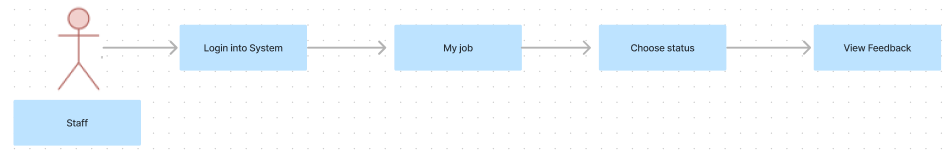 Login into System
My job
Choose status
View Feedback
Staff